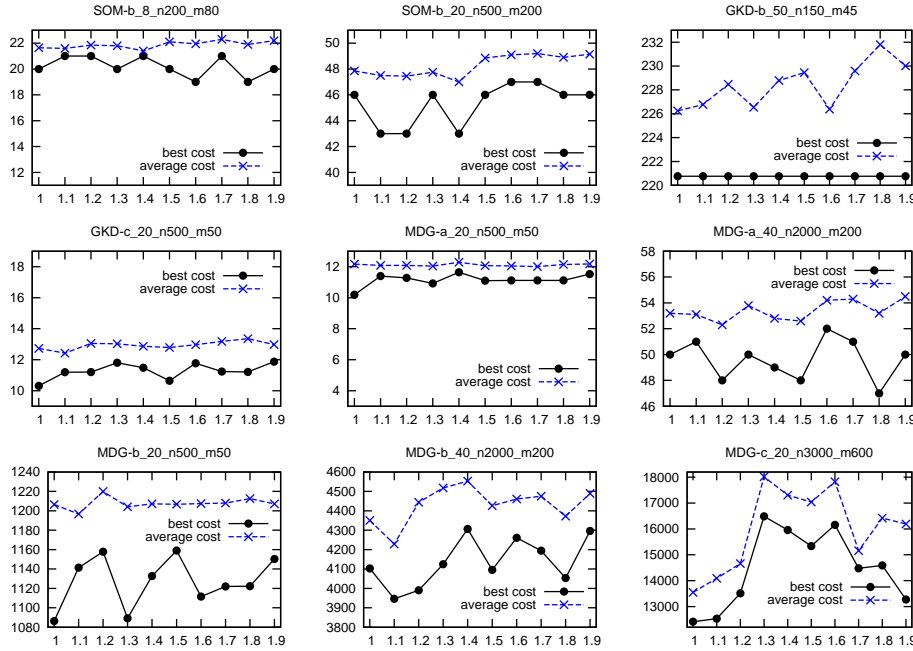 SOM-b_8_n200_m80
22
20
18
16
14
12
best cost
average cost
1 1.1 1.2 1.3 1.4 1.5 1.6 1.7 1.8 1.9
SOM-b_20_n500_m200
50
48
46
44
42
40
best cost
average cost
1 1.1 1.2 1.3 1.4 1.5 1.6 1.7 1.8 1.9
GKD-b_50_n150_m45
232
230
228
226
224
222
220
best cost
average cost
1 1.1 1.2 1.3 1.4 1.5 1.6 1.7 1.8 1.9
GKD-c_20_n500_m50
18
16
14
12
10
best cost
average cost
1 1.1 1.2 1.3 1.4 1.5 1.6 1.7 1.8 1.9
MDG-a_20_n500_m50
12
10
8
6
4
best cost
average cost
1 1.1 1.2 1.3 1.4 1.5 1.6 1.7 1.8 1.9
MDG-a_40_n2000_m200
58
56
54
52
50
48
46
best cost
average cost
1 1.1 1.2 1.3 1.4 1.5 1.6 1.7 1.8 1.9
MDG-b_20_n500_m50
1240
1220
1200
1180
1160
1140
1120
1100
1080
best cost
average cost
1 1.1 1.2 1.3 1.4 1.5 1.6 1.7 1.8 1.9
MDG-b_40_n2000_m200
4600
4500
4400
4300
4200
4100
4000
3900
3800
best cost
average cost
1 1.1 1.2 1.3 1.4 1.5 1.6 1.7 1.8 1.9
MDG-c_20_n3000_m600
18000
17000
16000
15000
14000
13000
best cost
average cost
1 1.1 1.2 1.3 1.4 1.5 1.6 1.7 1.8 1.9